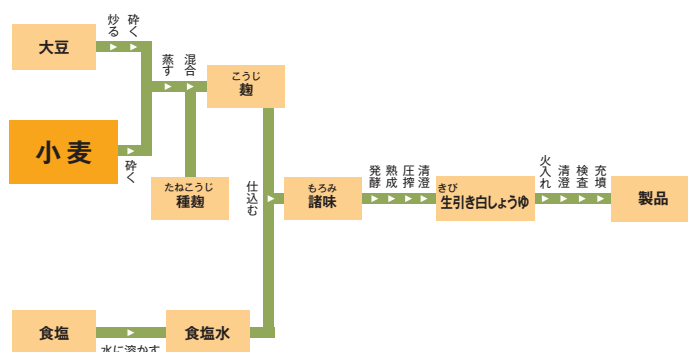 大豆
炒る
砕く
小麦
砕く
蒸す
混合
こうじ
麹
たねこうじ
種麹
仕込む
もろみ
諸味
発酵
熟成
圧搾
清澄
きび
生引き白しょうゆ
火入れ
清澄
検査
充填
製品
食塩
水に溶かす
食塩水